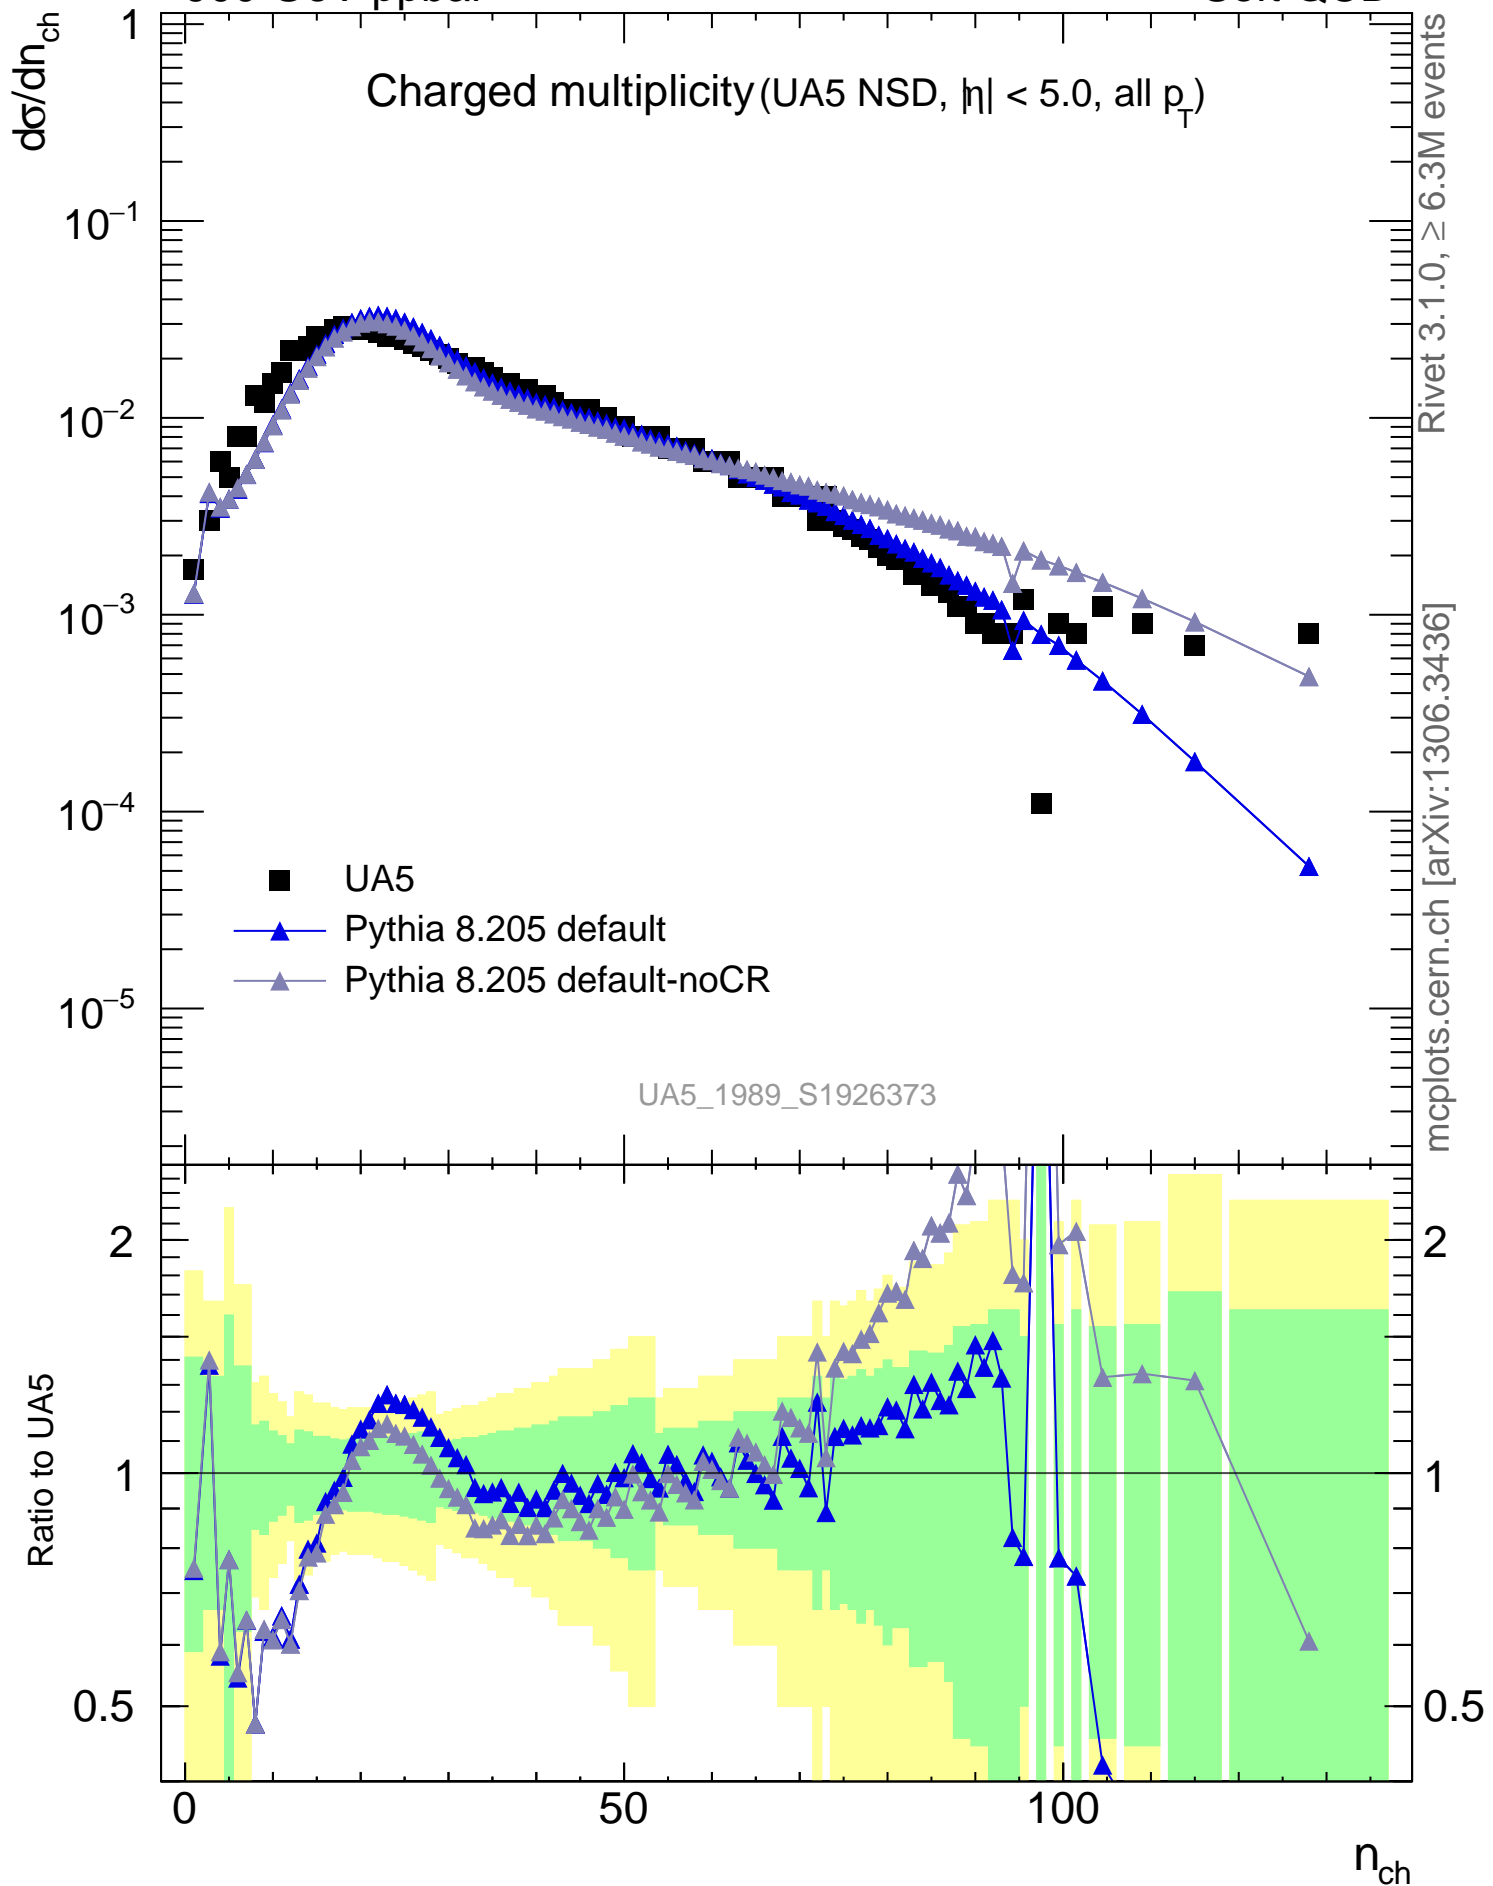 dσ/dn_ch
Charged multiplicity (UA5 NSD, |η| < 5.0, all p_T)
1
10⁻¹
10⁻²
10⁻³
10⁻⁴
10⁻⁵
UA5
Pythia 8.205 default
Pythia 8.205 default-noCR
UA5_1989_S1926373
Rivet 3.1.0, ≥ 6.3M events
mcplots.cern.ch [arXiv:1306.3436]
Ratio to UA5
2
1
0.5
2
1
0.5
0
50
100
n_ch